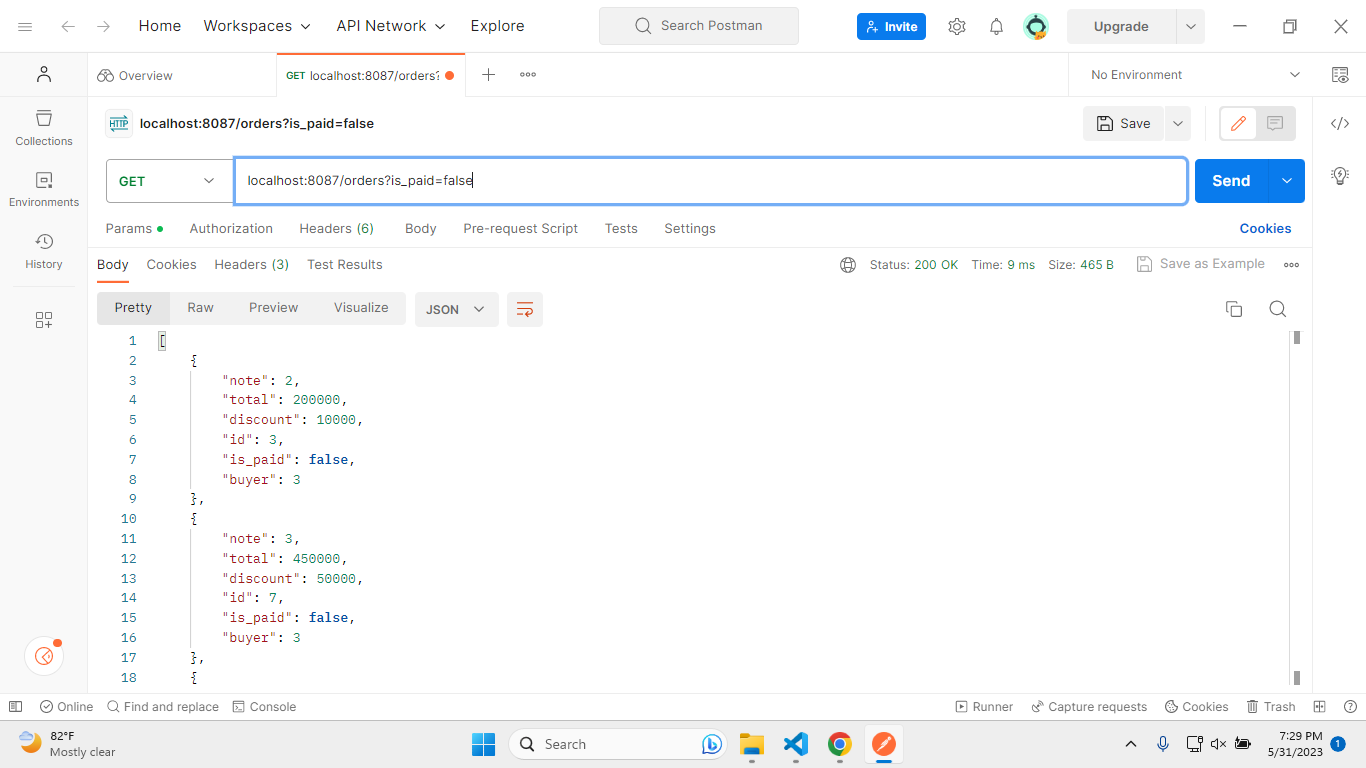 Home Workspaces API Network Explore Search Postman Invite Upgrade
Overview GET localhost:8087/orders? No Environment
HTTP localhost:8087/orders?is_paid=false Save
Collections
GET localhost:8087/orders?is_paid=false Send
Environments
Params Authorization Headers (6) Body Pre-request Script Tests Settings Cookies
History
Body Cookies Headers (3) Test Results Status: 200 OK Time: 9 ms Size: 465 B Save as Example
Pretty Raw Preview Visualize JSON
1 [
2 {
3 "note": 2,
4 "total": 200000,
5 "discount": 10000,
6 "id": 3,
7 "is_paid": false,
8 "buyer": 3
9 },
10 {
11 "note": 3,
12 "total": 450000,
13 "discount": 50000,
14 "id": 7,
15 "is_paid": false,
16 "buyer": 3
17 },
18 {
Online Find and replace Console Runner Capture requests Cookies Trash
82°F
Mostly clear
Search
7:29 PM
5/31/2023
1